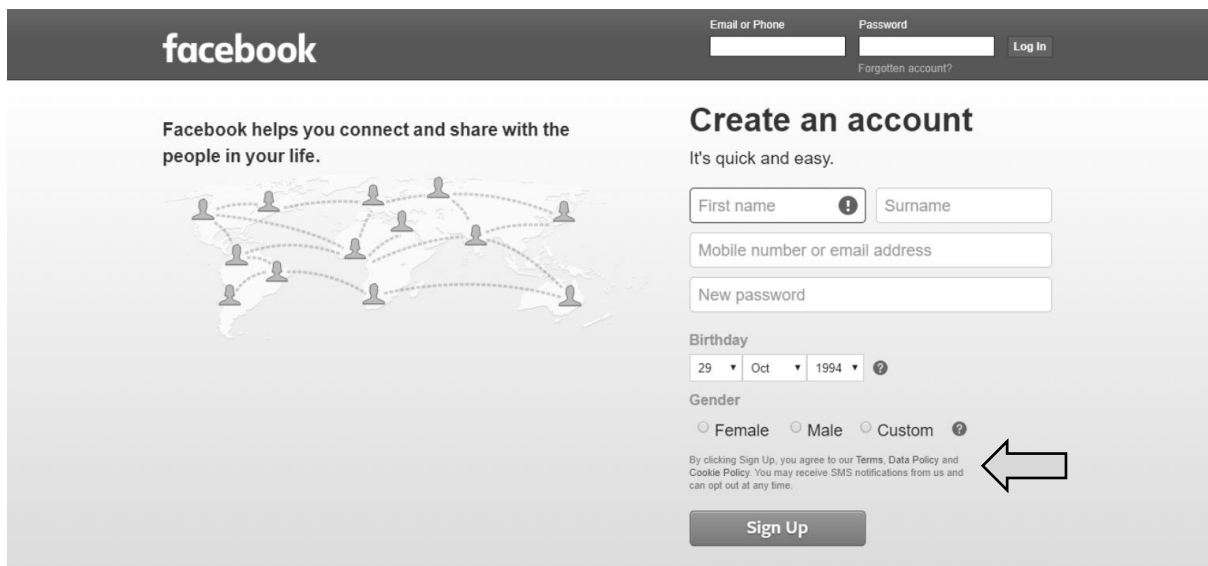 facebook
Email or Phone Password
Log In
Forgotten account?
Facebook helps you connect and share with the
people in your life.
Create an account
It's quick and easy.
First name Surname
Mobile number or email address
New password
Birthday
29 Oct 1994
Gender
Female Male Custom
By clicking Sign Up, you agree to our Terms, Data Policy and
Cookie Policy. You may receive SMS notifications from us and
can opt out at any time.
Sign Up